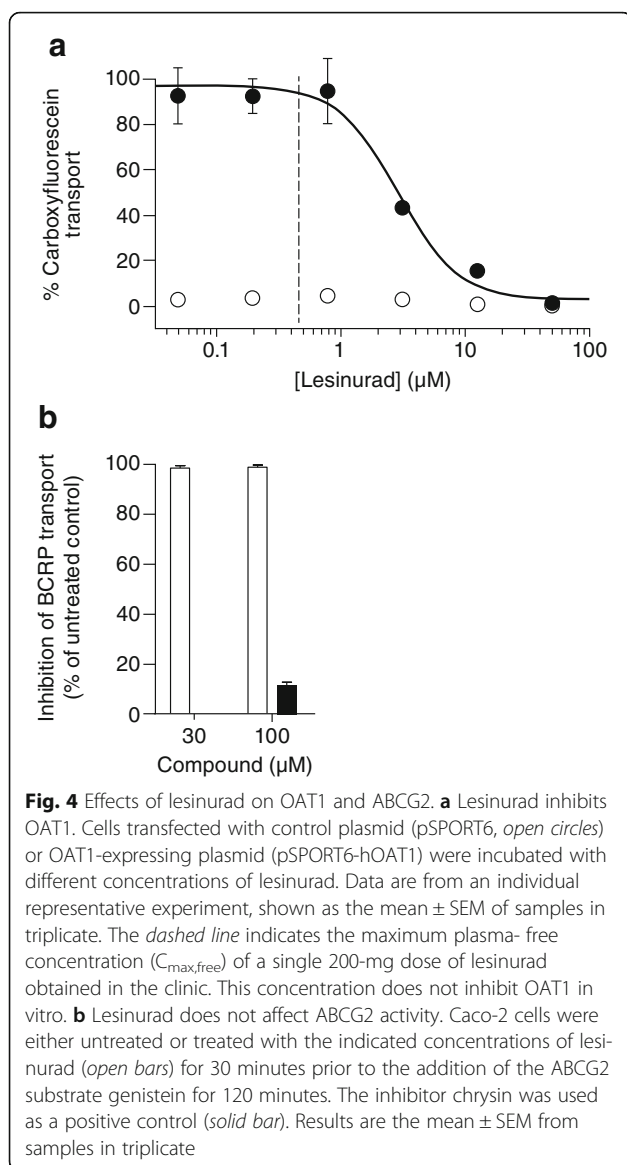 a
100
80
60
40
20
0
% Carboxyfluorescein
transport
0.1 1 10 100
[Lesinurad] (µM)
b
100
80
60
40
20
0
Inhibition of BCRP transport
(% of untreated control)
30 100
Compound (µM)
Fig. 4 Effects of lesinurad on OAT1 and ABCG2. a Lesinurad inhibits
OAT1. Cells transfected with control plasmid (pSPORT6, open circles)
or OAT1-expressing plasmid (pSPORT6-hOAT1) were incubated with
different concentrations of lesinurad. Data are from an individual
representative experiment, shown as the mean ± SEM of samples in
triplicate. The dashed line indicates the maximum plasma- free
concentration (Cmax,free) of a single 200-mg dose of lesinurad
obtained in the clinic. This concentration does not inhibit OAT1 in
vitro. b Lesinurad does not affect ABCG2 activity. Caco-2 cells were
either untreated or treated with the indicated concentrations of lesi-
nurad (open bars) for 30 minutes prior to the addition of the ABCG2
substrate genistein for 120 minutes. The inhibitor chrysin was used
as a positive control (solid bar). Results are the mean ± SEM from
samples in triplicate